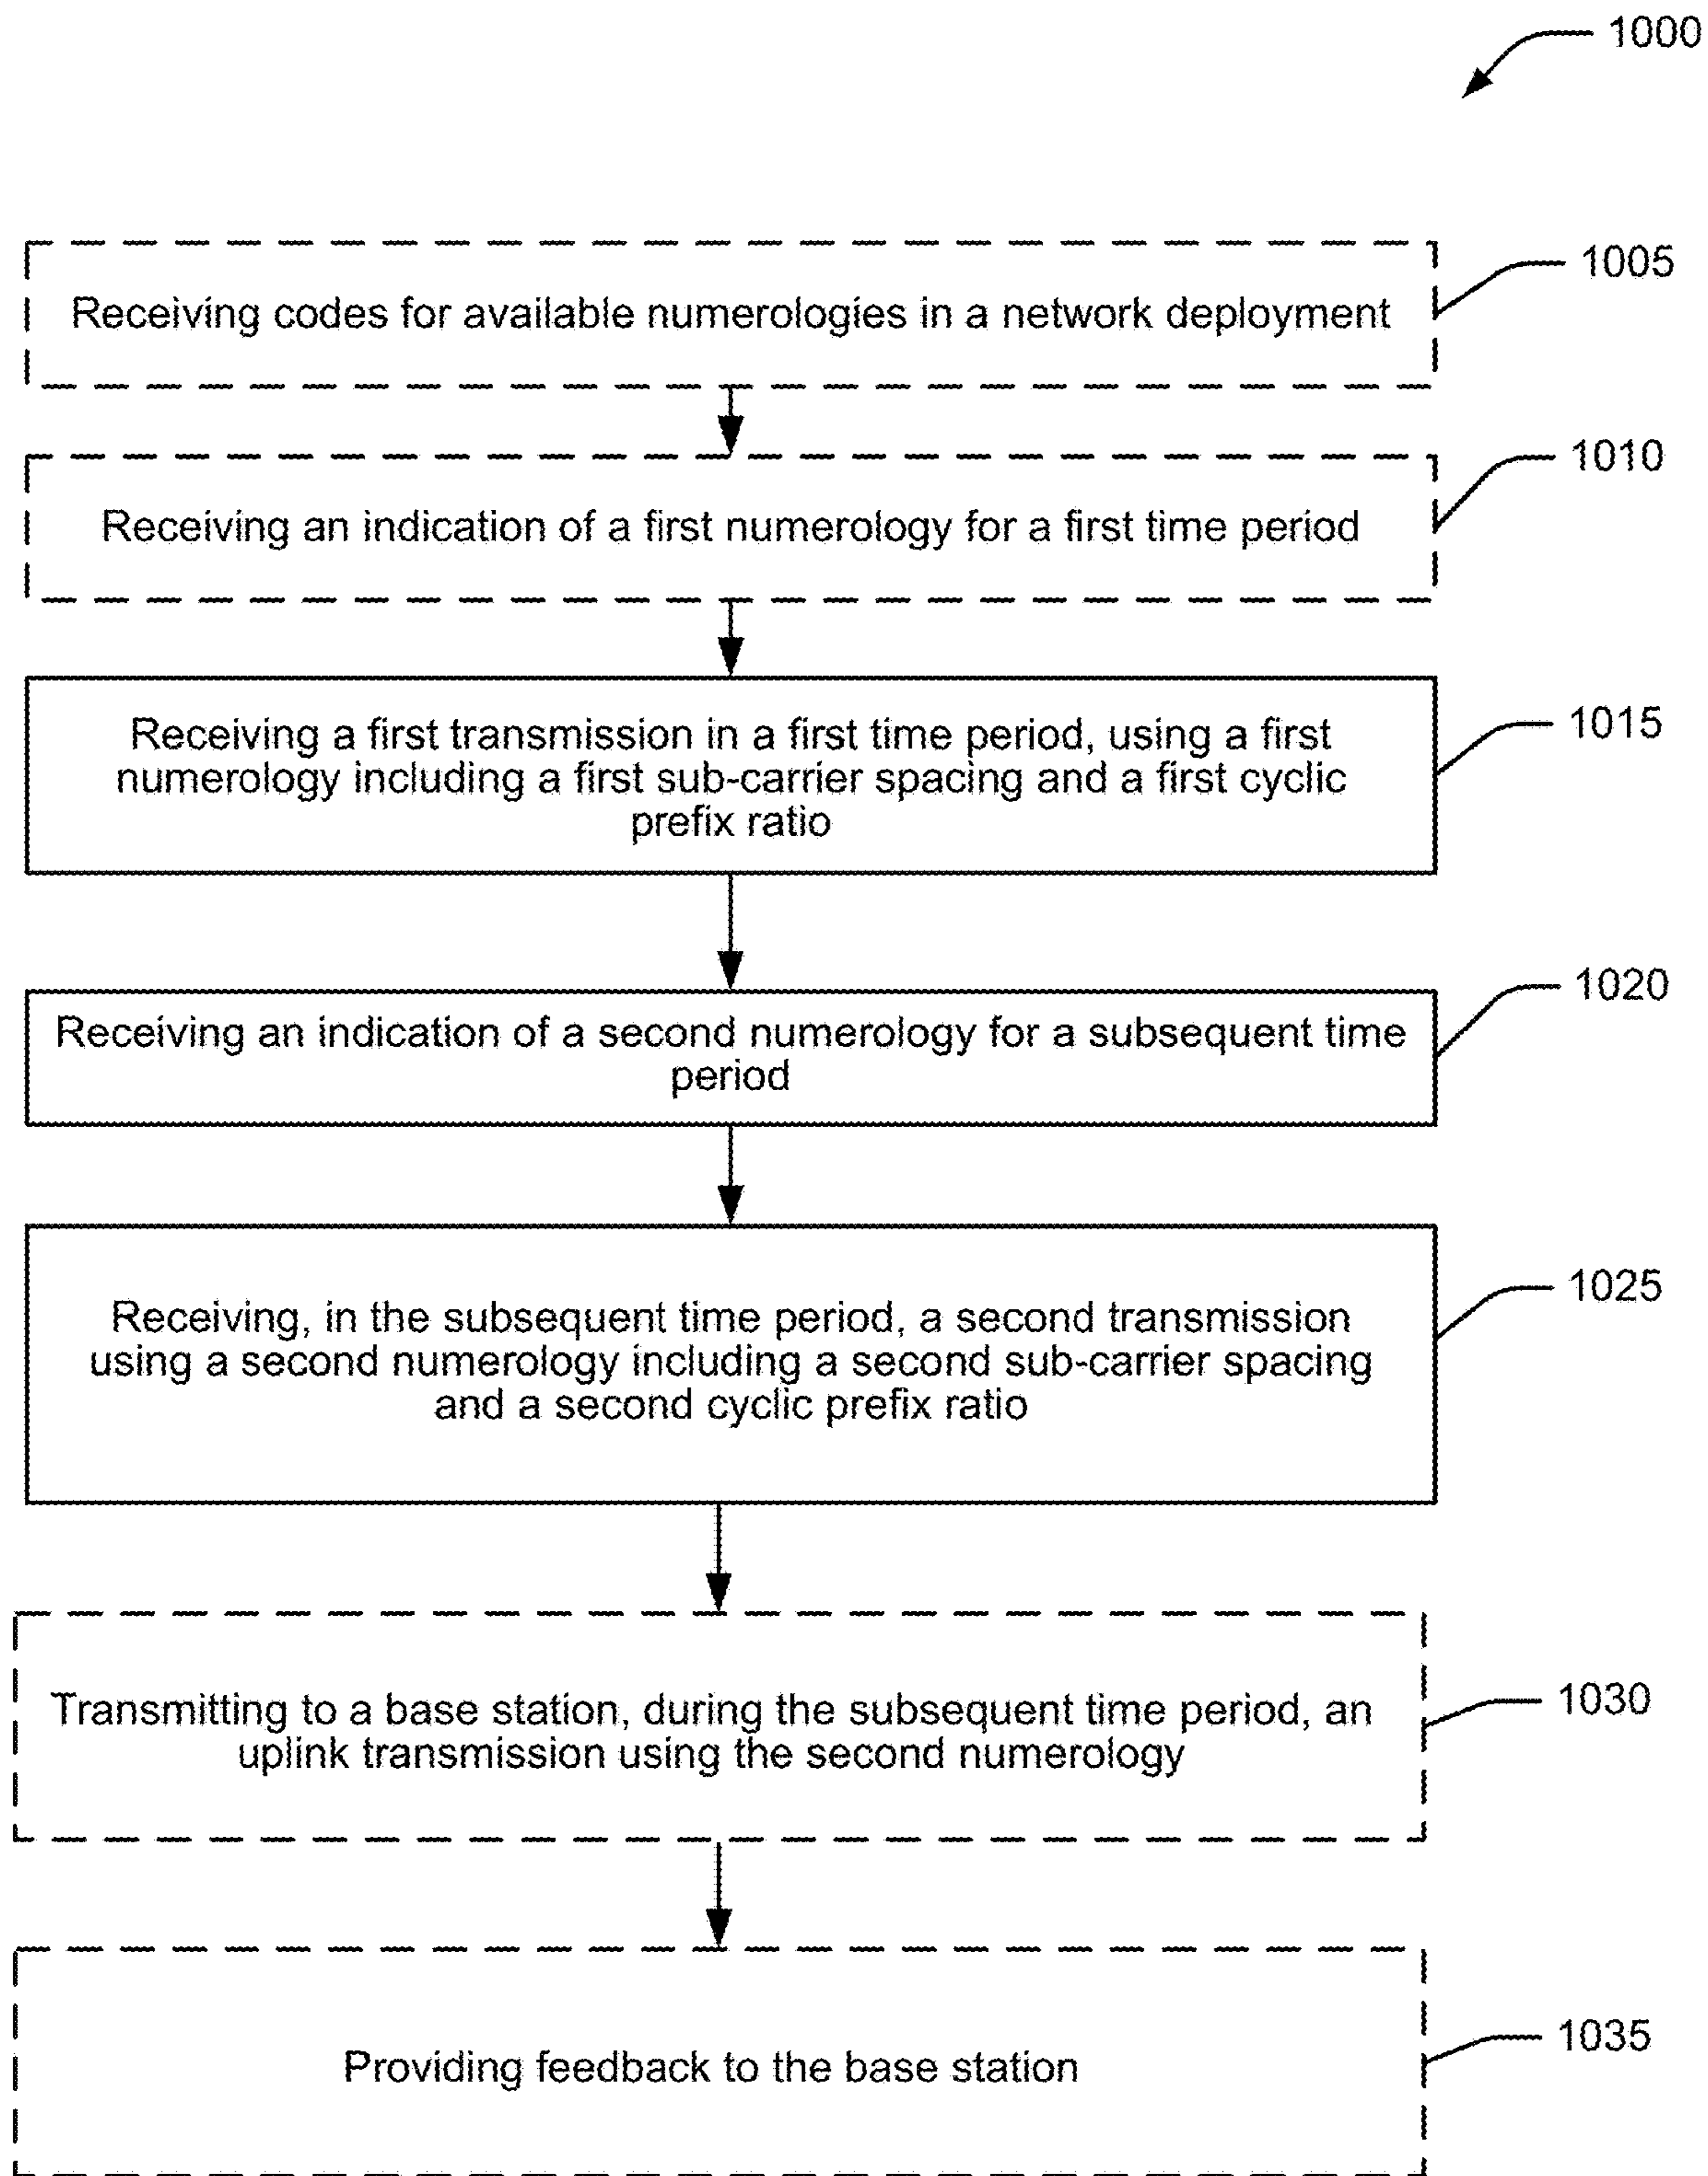 1000
Receiving codes for available numerologies in a network deployment
1005
Receiving an indication of a first numerology for a first time period
1010
Receiving a first transmission in a first time period, using a first
numerology including a first sub-carrier spacing and a first cyclic
prefix ratio
1015
Receiving an indication of a second numerology for a subsequent time
period
1020
Receiving, in the subsequent time period, a second transmission
using a second numerology including a second sub-carrier spacing
and a second cyclic prefix ratio
1025
Transmitting to a base station, during the subsequent time period, an
uplink transmission using the second numerology
1030
Providing feedback to the base station
1035